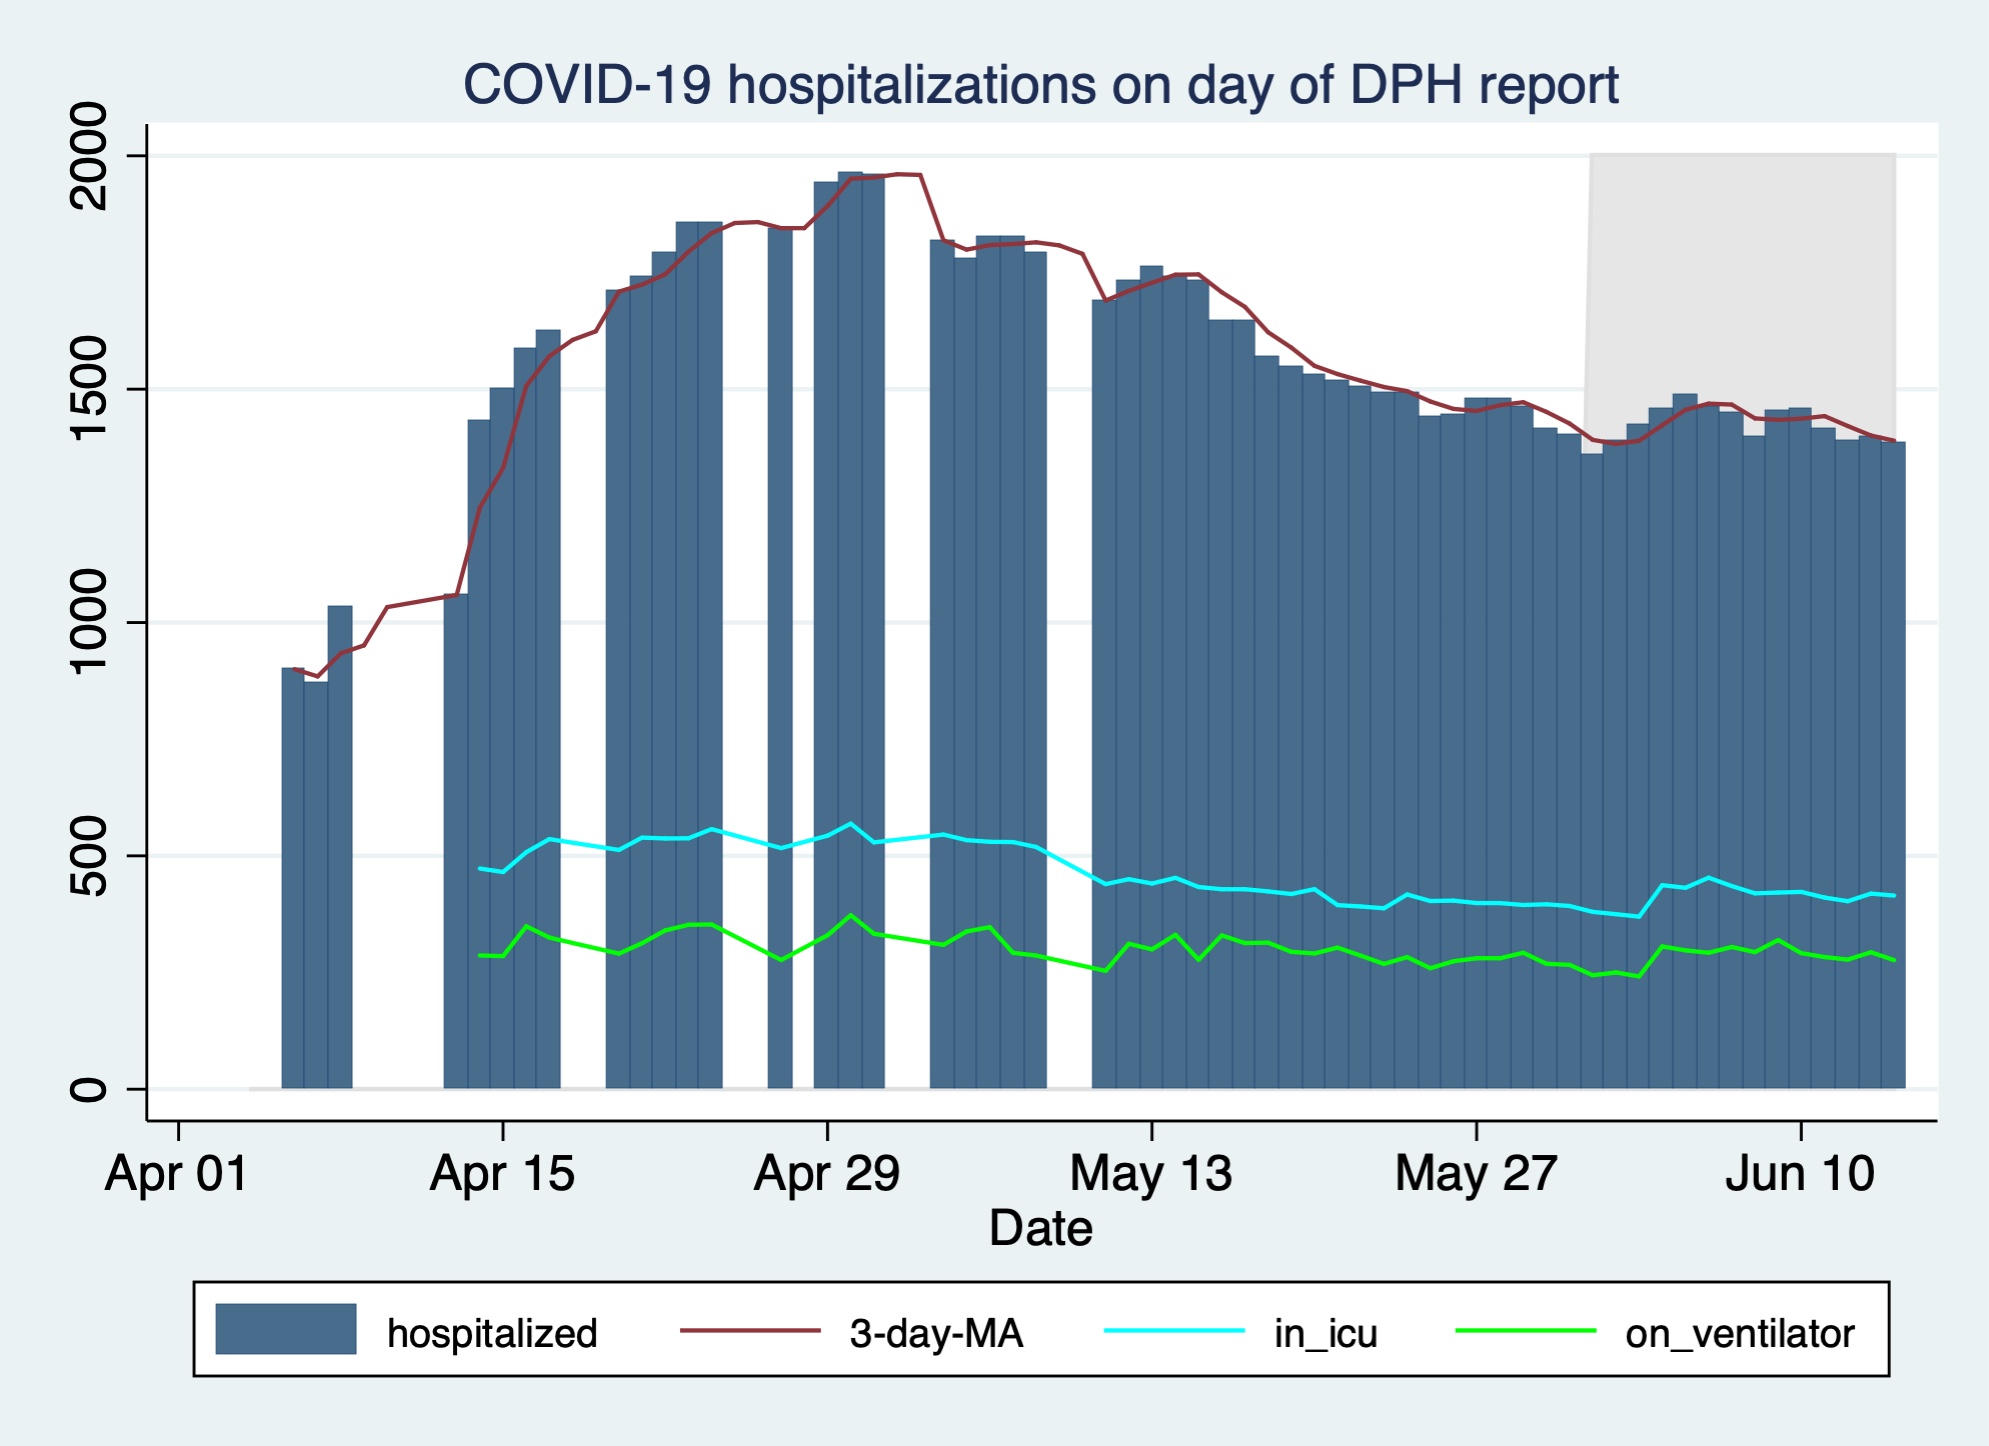 COVID-19 hospitalizations on day of DPH report
2000
1500
1000
500
0
Apr 01 Apr 15 Apr 29 May 13 May 27 Jun 10
Date
hospitalized 3-day-MA in_icu on_ventilator